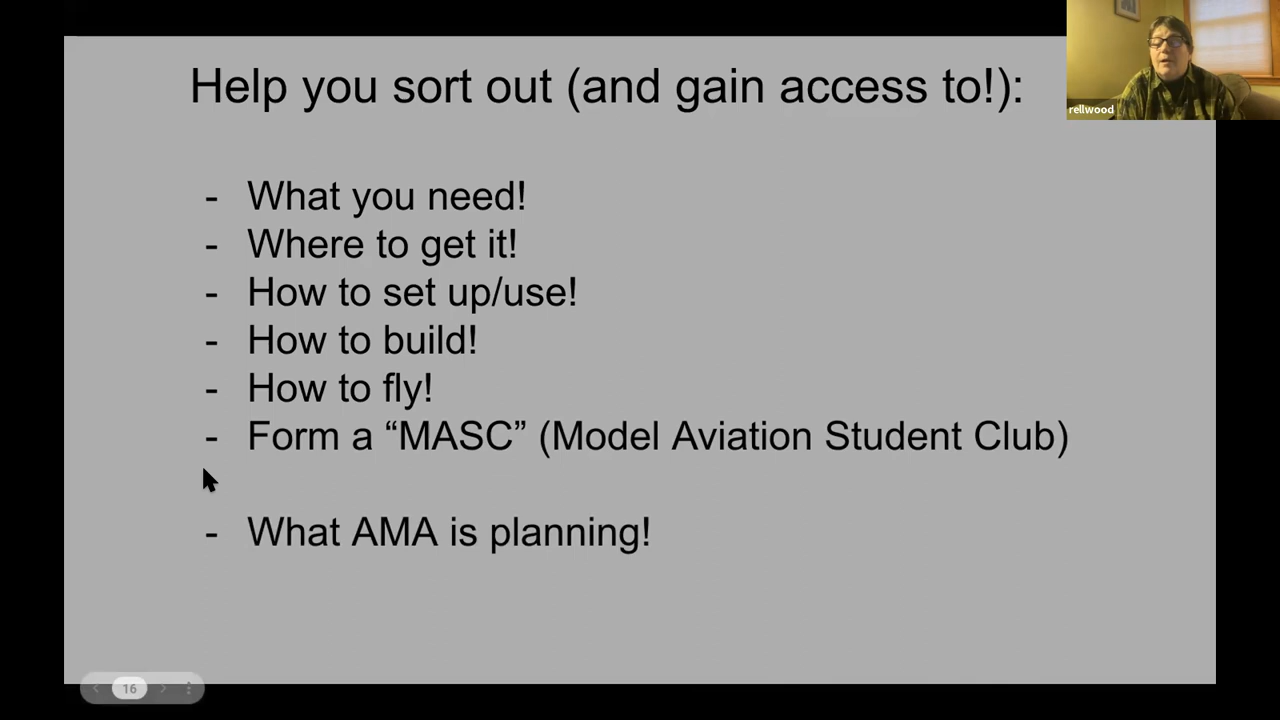 Help you sort out (and gain access to!):
rellwood
- What you need!
- Where to get it!
- How to set up/use!
- How to build!
- How to fly!
- Form a “MASC” (Model Aviation Student Club)
- What AMA is planning!
16